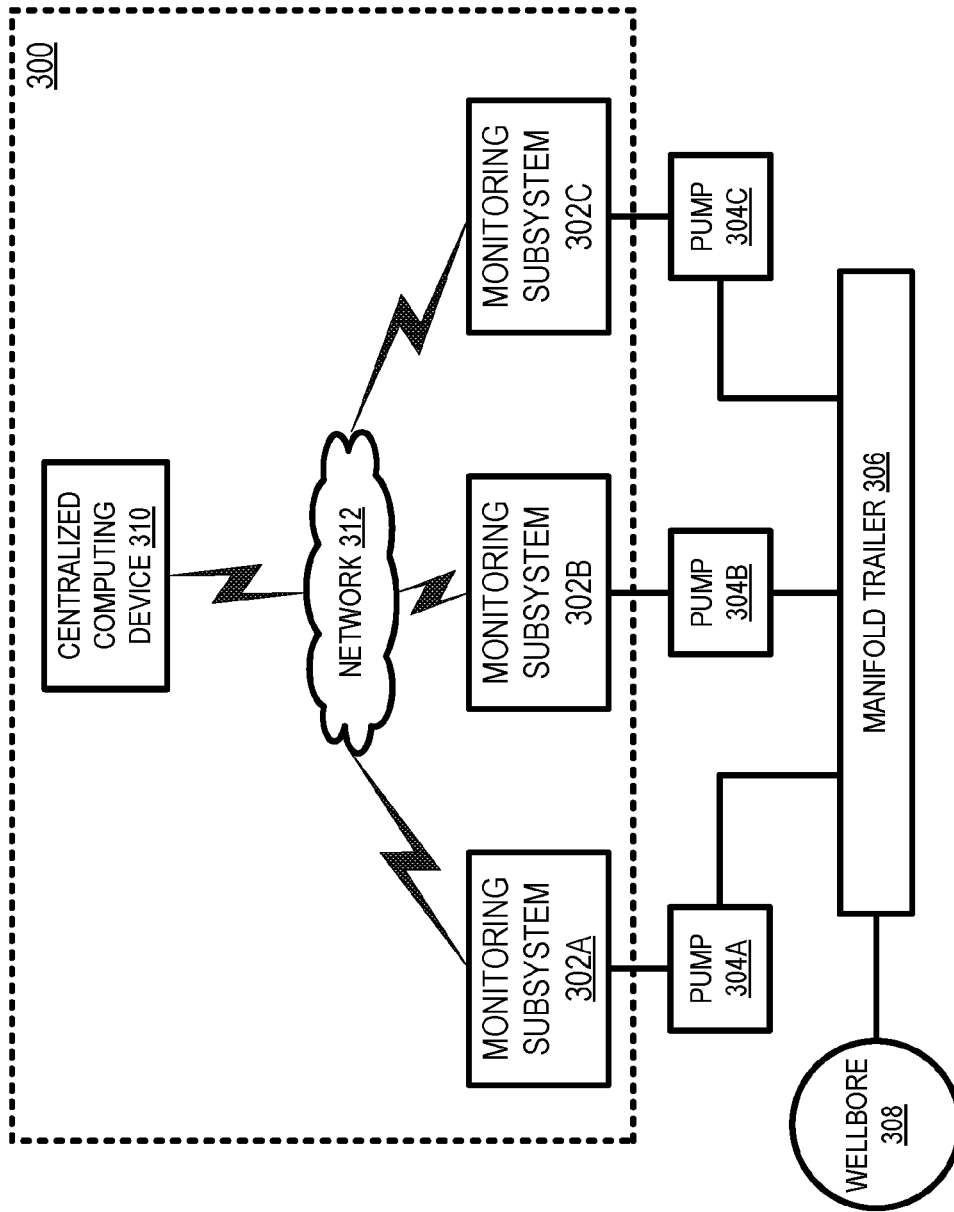 300
CENTRALIZED
COMPUTING
DEVICE 310
NETWORK 312
MONITORING
SUBSYSTEM
302A
MONITORING
SUBSYSTEM
302B
MONITORING
SUBSYSTEM
302C
PUMP
304A
PUMP
304B
PUMP
304C
MANIFOLD TRAILER 306
WELLBORE
308